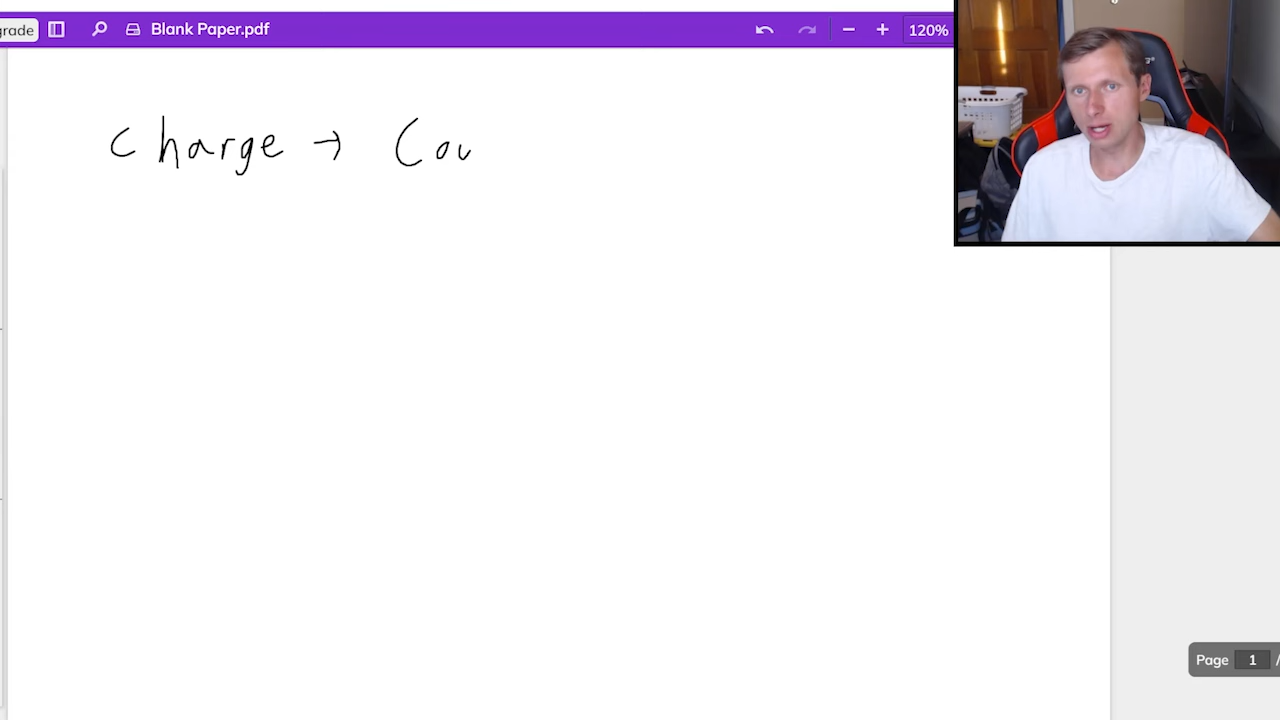 grade Blank Paper.pdf 120%
charge → Cou
Page 1 /